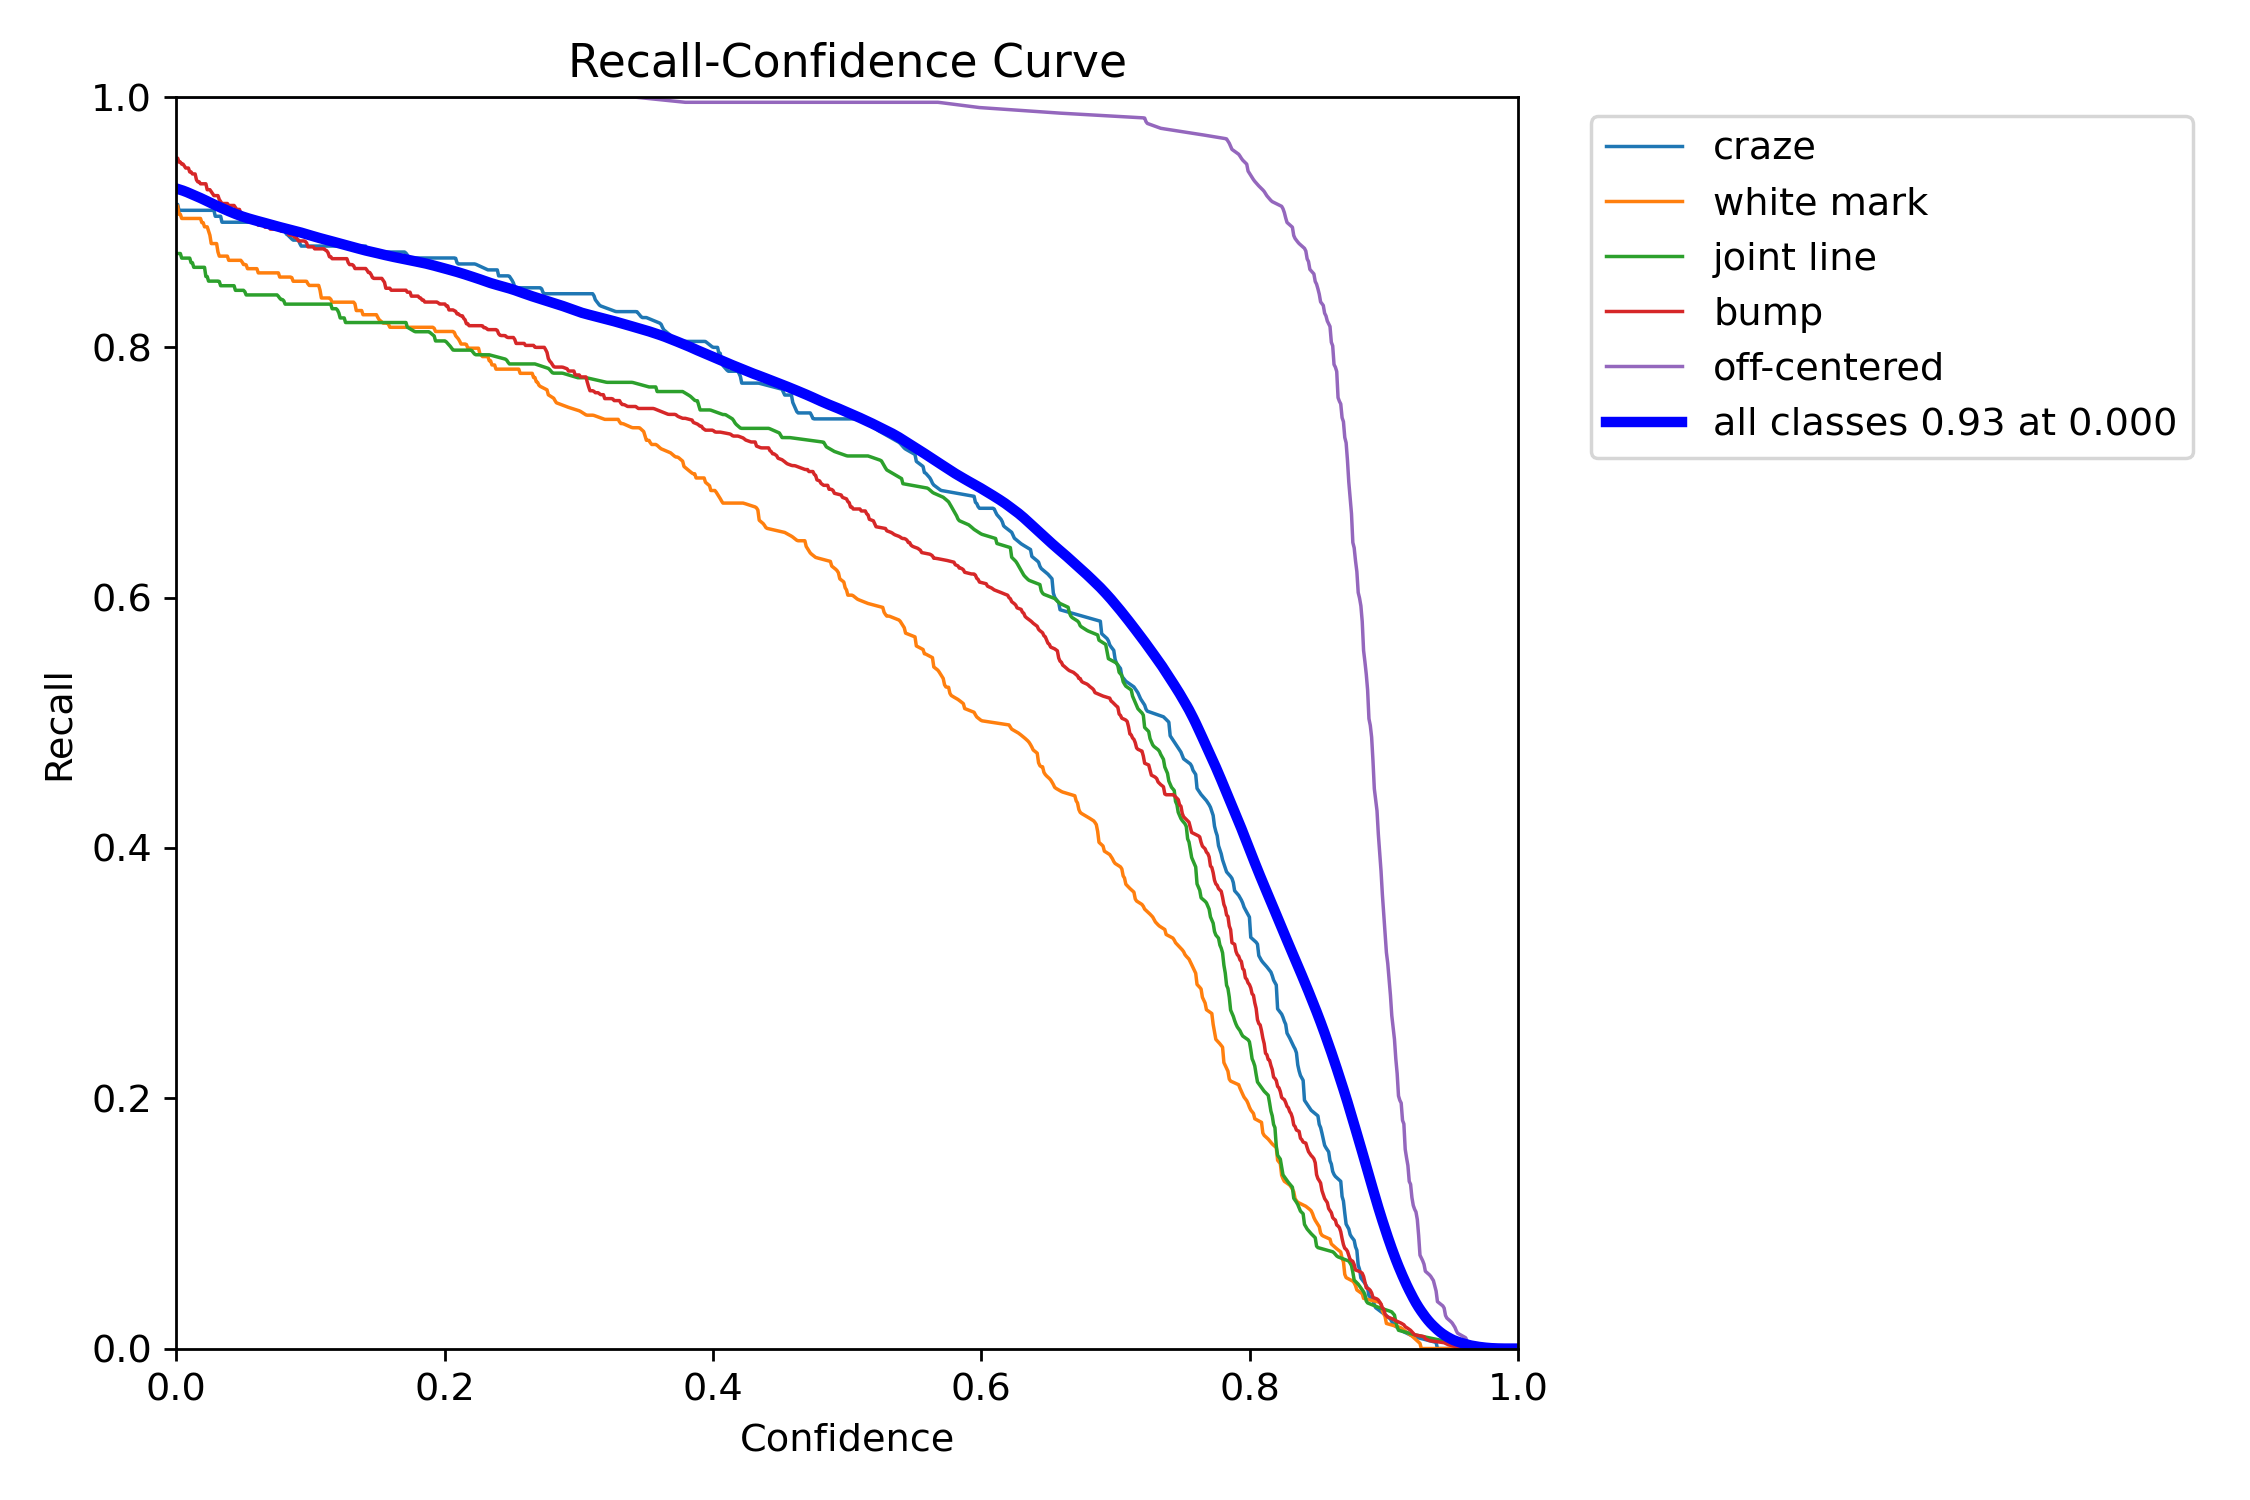 Recall-Confidence Curve
1.0
0.8
0.6
0.4
0.2
0.0
Recall
0.0 0.2 0.4 0.6 0.8 1.0
Confidence
craze
white mark
joint line
bump
off-centered
all classes 0.93 at 0.000